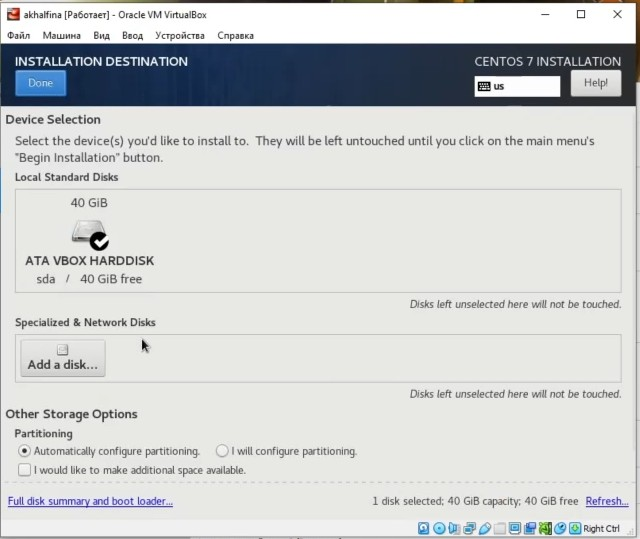 akhalfina [Работает] - Oracle VM VirtualBox
Файл Машина Вид Ввод Устройства Справка
INSTALLATION DESTINATION
CENTOS 7 INSTALLATION
Done
us
Help!
Device Selection
Select the device(s) you'd like to install to. They will be left untouched until you click on the main menu's
"Begin Installation" button.
Local Standard Disks
40 GiB
ATA VBOX HARDDISK
sda / 40 GiB free
Disks left unselected here will not be touched.
Specialized & Network Disks
Add a disk...
Disks left unselected here will not be touched.
Other Storage Options
Partitioning
Automatically configure partitioning. I will configure partitioning.
I would like to make additional space available.
Full disk summary and boot loader...
1 disk selected; 40 GiB capacity; 40 GiB free Refresh...
Right Ctrl